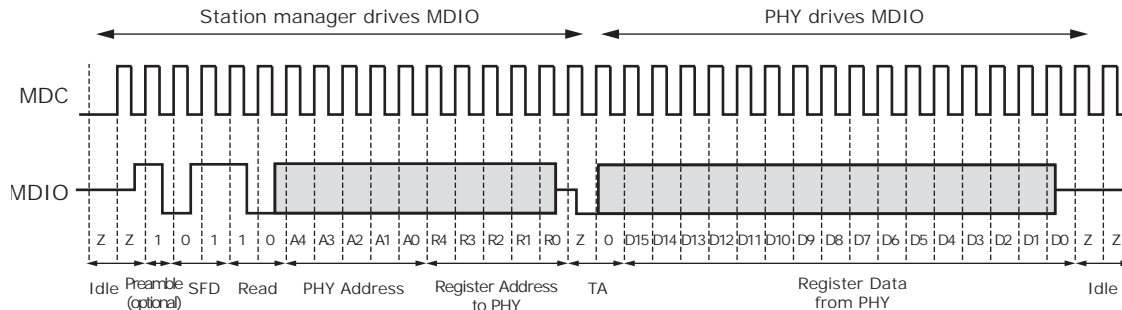 Station manager drives MDIO PHY drives MDIO
MDC
MDIO
Z Z 1 0 1 1 0 A4 A3 A2 A1 A0 R4 R3 R2 R1 R0 Z 0 D15 D14 D13 D12 D11 D10 D9 D8 D7 D6 D5 D4 D3 D2 D1 D0 Z Z
Idle Preamble (optional) SFD Read PHY Address Register Address to PHY TA Register Data from PHY Idle